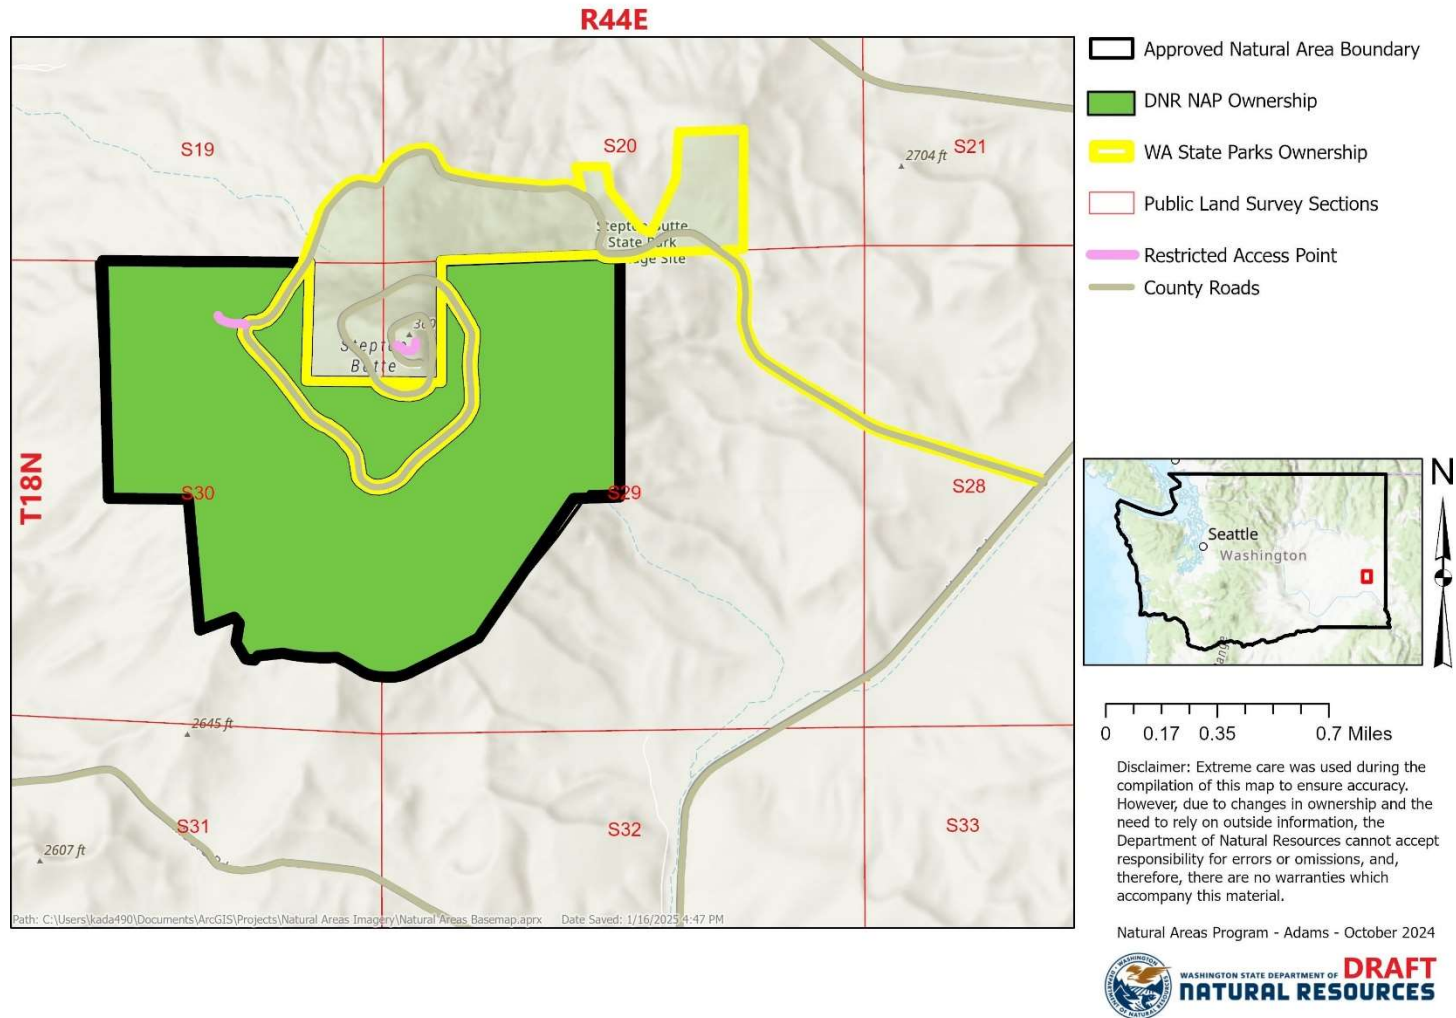 R44E
T18N
S19
S20
S21
2704 ft
Steptoe Butte
State Park
Heritage Site
Steptoe
Butte
S30
S29
S28
2645 ft
S31
S32
S33
2607 ft
Path: C:\Users\kada490\Documents\ArcGIS\Projects\Natural Areas Imagery\Natural Areas Basemap.aprx Date Saved: 1/16/2025 4:47 PM
Approved Natural Area Boundary
DNR NAP Ownership
WA State Parks Ownership
Public Land Survey Sections
Restricted Access Point
County Roads
N
Seattle
Washington
0 0.17 0.35 0.7 Miles
Disclaimer: Extreme care was used during the
compilation of this map to ensure accuracy.
However, due to changes in ownership and the
need to rely on outside information, the
Department of Natural Resources cannot accept
responsibility for errors or omissions, and,
therefore, there are no warranties which
accompany this material.
Natural Areas Program - Adams - October 2024
DRAFT
WASHINGTON STATE DEPARTMENT OF
NATURAL RESOURCES